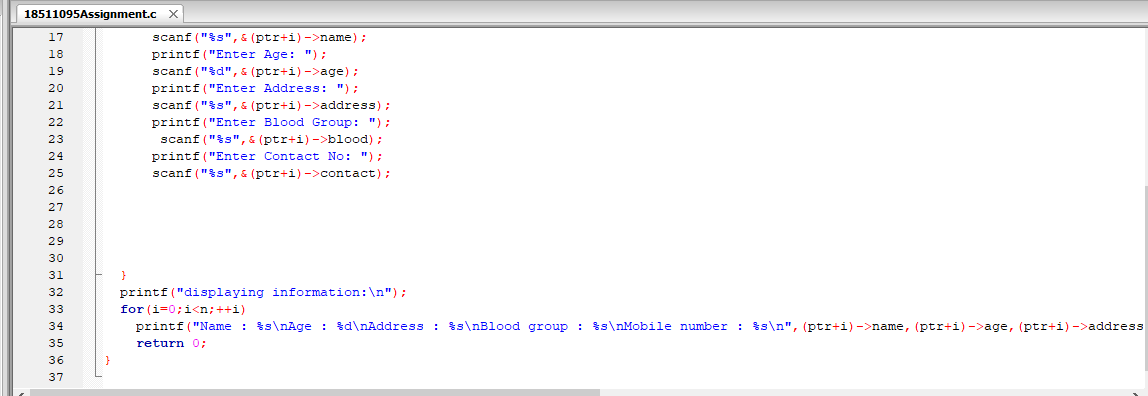 18511095Assignment.c
17 scanf("%s",&(ptr+i)->name);
18 printf("Enter Age: ");
19 scanf("%d",&(ptr+i)->age);
20 printf("Enter Address: ");
21 scanf("%s",&(ptr+i)->address);
22 printf("Enter Blood Group: ");
23 scanf("%s",&(ptr+i)->blood);
24 printf("Enter Contact No: ");
25 scanf("%s",&(ptr+i)->contact);
26
27
28
29
30
31 }
32 printf("displaying information:\n");
33 for(i=0;i<n;++i)
34 printf("Name : %s\nAge : %d\nAddress : %s\nBlood group : %s\nMobile number : %s\n",(ptr+i)->name,(ptr+i)->age,(ptr+i)->address
35 return 0;
36 }
37